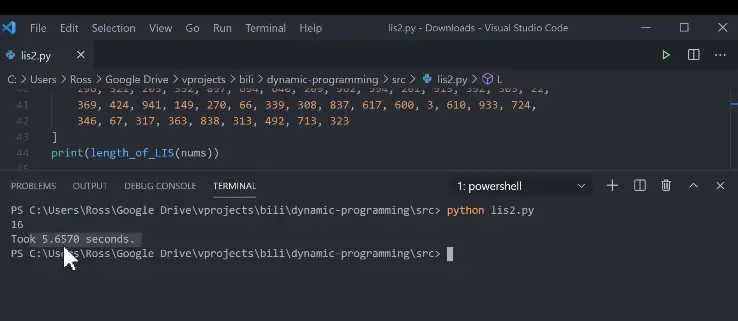 File Edit Selection View Go Run Terminal Help lis2.py - Downloads - Visual Studio Code
lis2.py
C: > Users > Ross > Google Drive > vprojects > bili > dynamic-programming > src > lis2.py > L
41 369, 424, 941, 149, 270, 66, 339, 308, 837, 617, 600, 3, 610, 933, 724,
42 346, 67, 317, 363, 838, 313, 492, 713, 323
43 ]
44 print(length_of_LIS(nums))
PROBLEMS OUTPUT DEBUG CONSOLE TERMINAL 1: powershell
PS C:\Users\Ross\Google Drive\vprojects\bili\dynamic-programming\src> python lis2.py
16
Took 5.6570 seconds.
PS C:\Users\Ross\Google Drive\vprojects\bili\dynamic-programming\src>